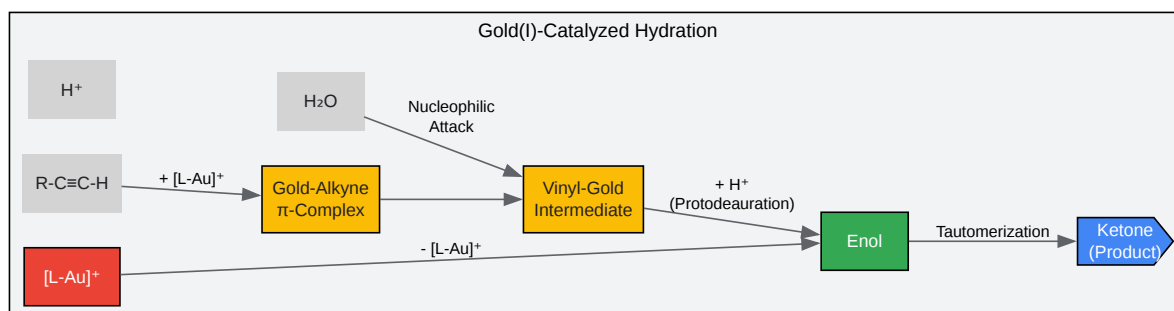 Gold(I)-Catalyzed Hydration
H⁺
H₂O
Nucleophilic
Attack
R-C≡C-H
+ [L-Au]⁺
Gold-Alkyne
π-Complex
Vinyl-Gold
Intermediate
+ H⁺
(Protodeauration)
[L-Au]⁺
- [L-Au]⁺
Enol
Tautomerization
Ketone
(Product)